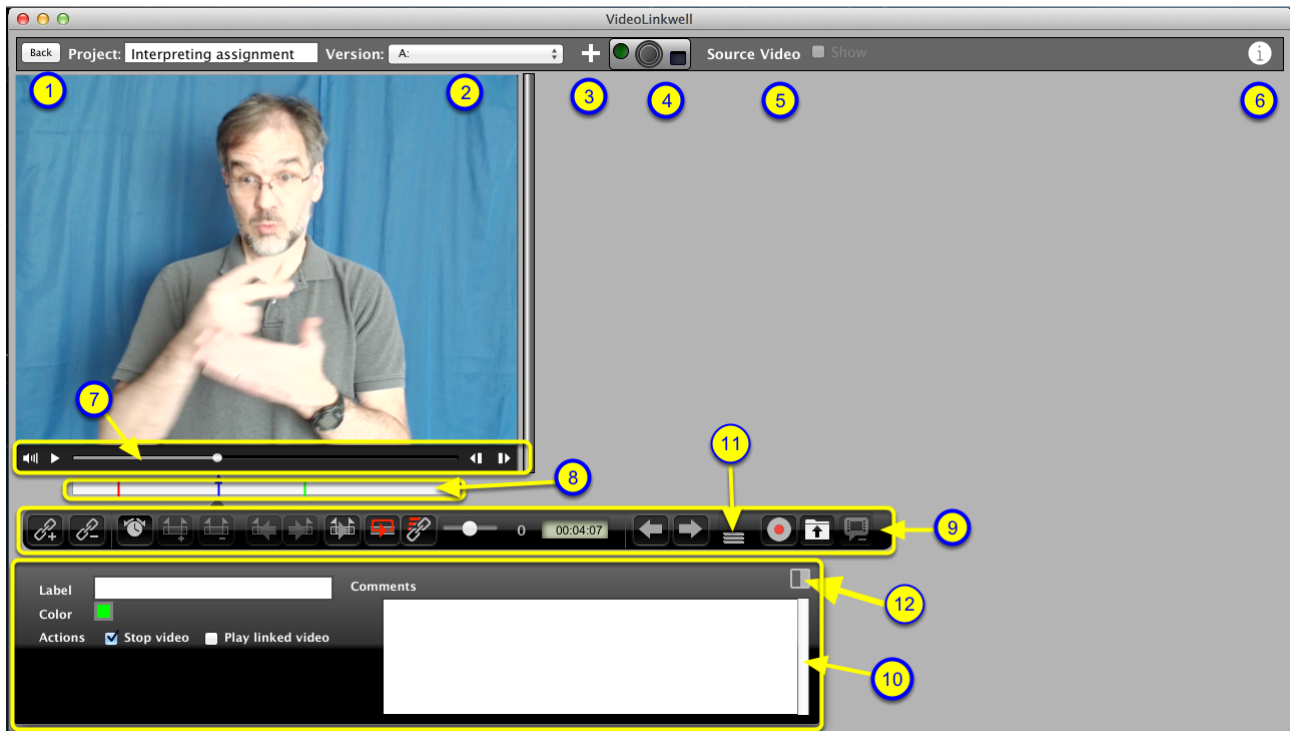 VideoLinkwell
Back Project: Interpreting assignment Version: A: Source Video Show i
1 2 3 4 5 6
7
11
8
0 00:04:07
9
Label Comments
12
Color
Actions Stop video Play linked video
10